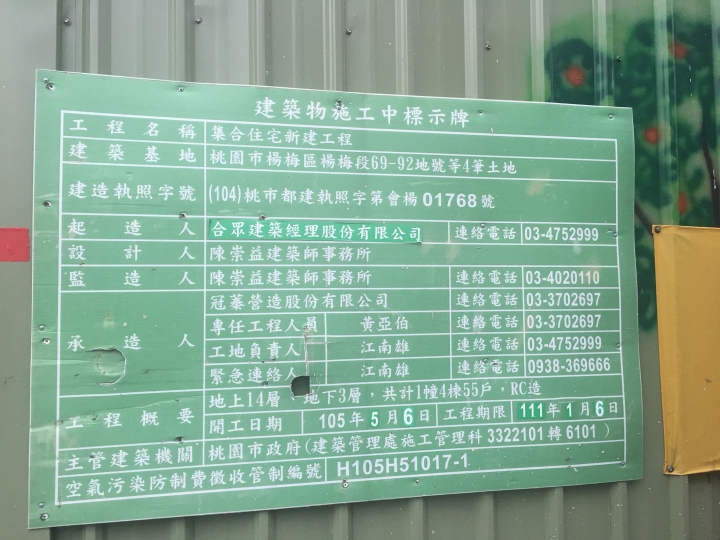 建築物施工中標示牌
工程名稱 集合住宅新建工程
建築基地 桃園市楊梅區楊梅段69-92地號等4筆土地
建造執照字號 (104)桃市都建執照字第會楊01768號
起造人 合眾建築經理股份有限公司 連絡電話 03-4752999
設計人 陳崇益建築師事務所
監造人 陳崇益建築師事務所 連絡電話 03-4020110
承造人 冠蓁營造股份有限公司 連絡電話 03-3702697
專任工程人員 黃亞伯 連絡電話 03-3702697
工地負責人 江南雄 連絡電話 03-4752999
緊急連絡人 江南雄 連絡電話 0938-369666
工程概要 地上14層、地下3層，共計1幢4棟55戶，RC造
開工日期 105年5月6日 工程期限 111年1月6日
主管建築機關 桃園市政府(建築管理處施工管理科3322101轉6101)
空氣污染防制費徵收管制編號 H105H51017-1